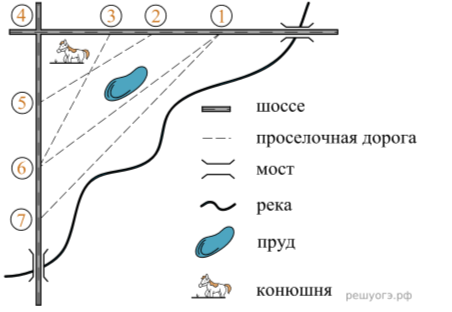 4 3 2 1
5
6
7
шоссе
проселочная дорога
мост
река
пруд
конюшня
решуогэ.рф